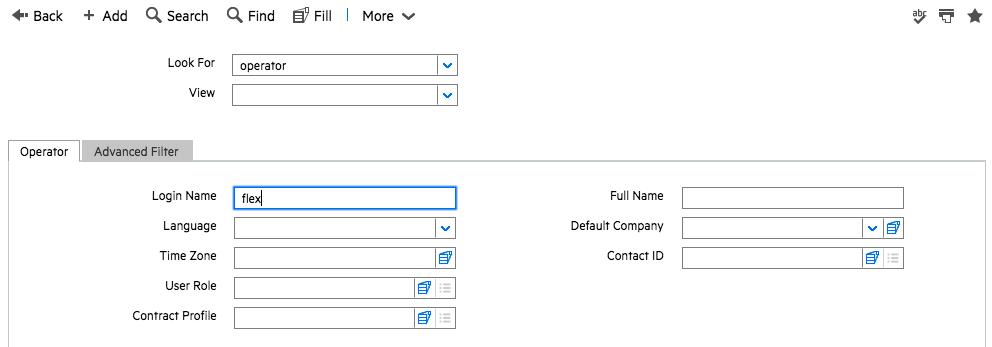 Back Add Search Find Fill More abc
Look For operator
View
Operator Advanced Filter
Login Name flex Full Name
Language Default Company
Time Zone Contact ID
User Role
Contract Profile